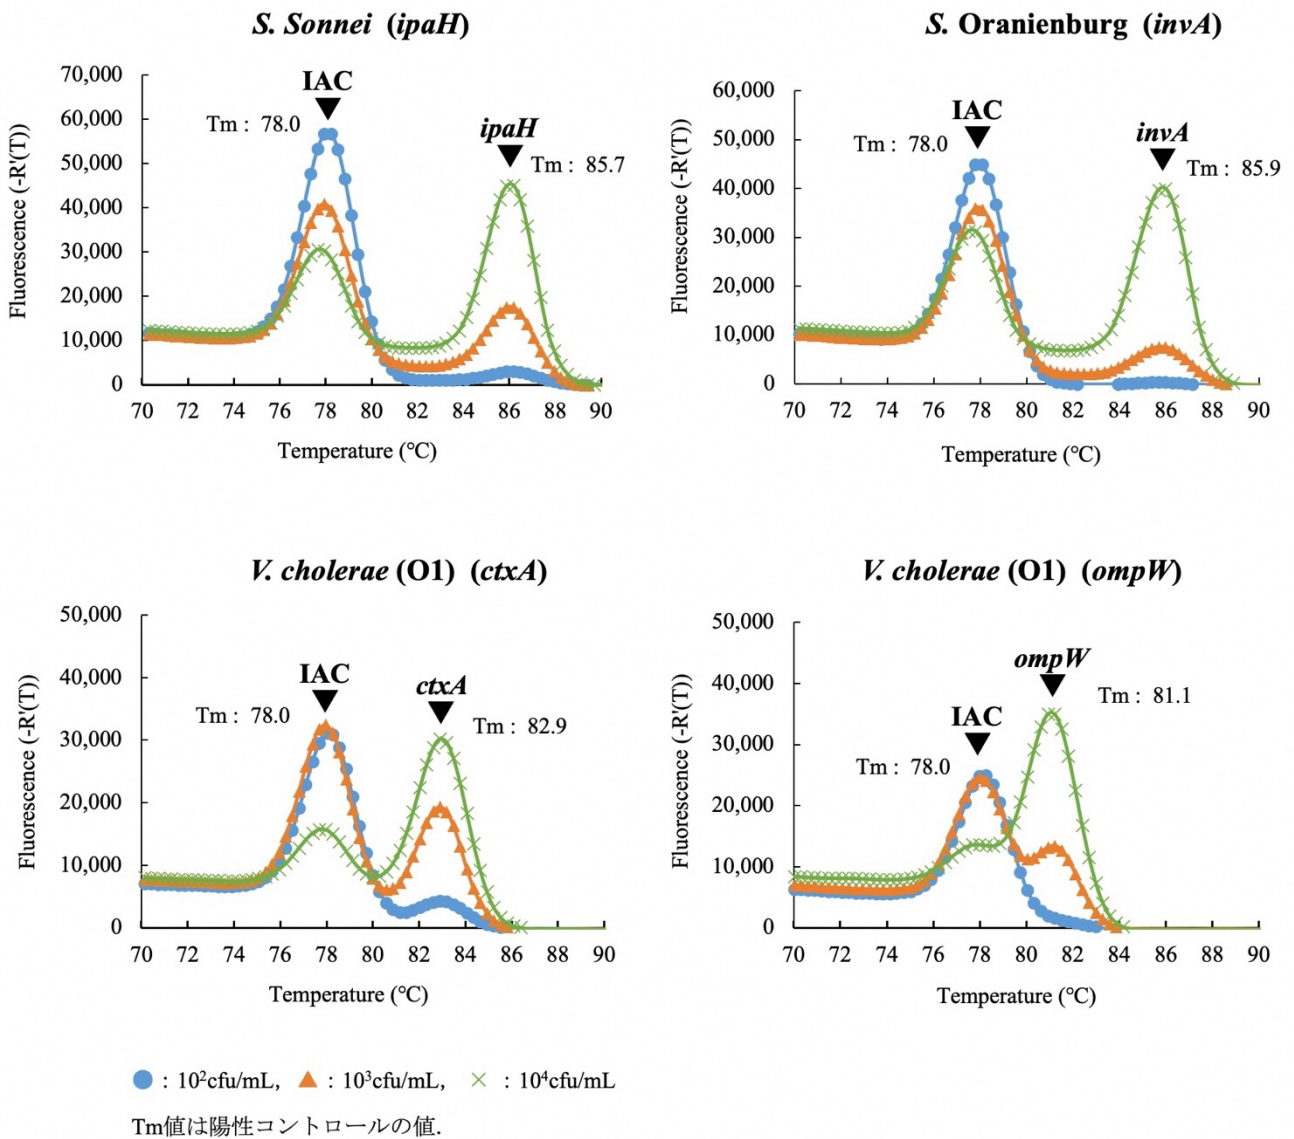 S. Sonnei (ipaH)
70,000
60,000
50,000
40,000
30,000
20,000
10,000
0
Fluorescence (-R'(T))
IAC
Tm : 78.0
ipaH
Tm : 85.7
70 72 74 76 78 80 82 84 86 88 90
Temperature (℃)
S. Oranienburg (invA)
60,000
50,000
40,000
30,000
20,000
10,000
0
Fluorescence (-R'(T))
IAC
Tm : 78.0
invA
Tm : 85.9
70 72 74 76 78 80 82 84 86 88 90
Temperature (℃)
V. cholerae (O1) (ctxA)
50,000
40,000
30,000
20,000
10,000
0
Fluorescence (-R'(T))
IAC
Tm : 78.0
ctxA
Tm : 82.9
70 72 74 76 78 80 82 84 86 88 90
Temperature (℃)
V. cholerae (O1) (ompW)
50,000
40,000
30,000
20,000
10,000
0
Fluorescence (-R'(T))
IAC
Tm : 78.0
ompW
Tm : 81.1
70 72 74 76 78 80 82 84 86 88 90
Temperature (℃)
: 10²cfu/mL, : 10³cfu/mL, : 10⁴cfu/mL
Tm値は陽性コントロールの値.